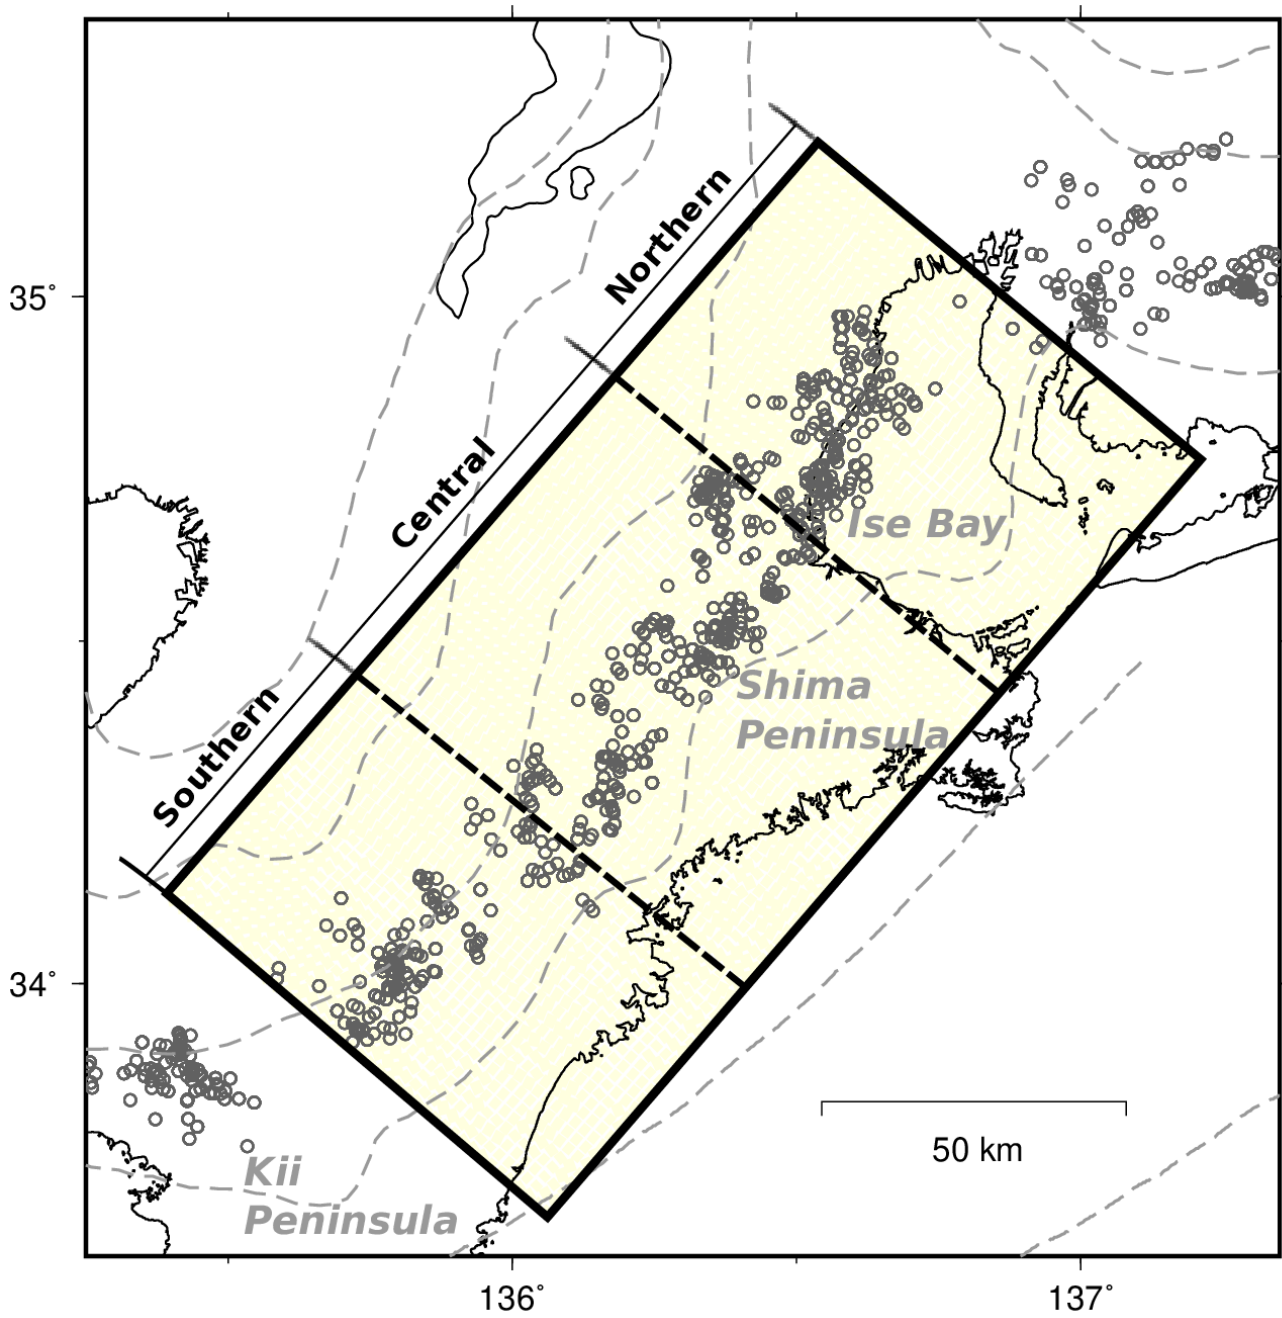 Northern
35°
Central
Ise Bay
Shima
Peninsula
Southern
34°
50 km
Kii
Peninsula
136°
137°